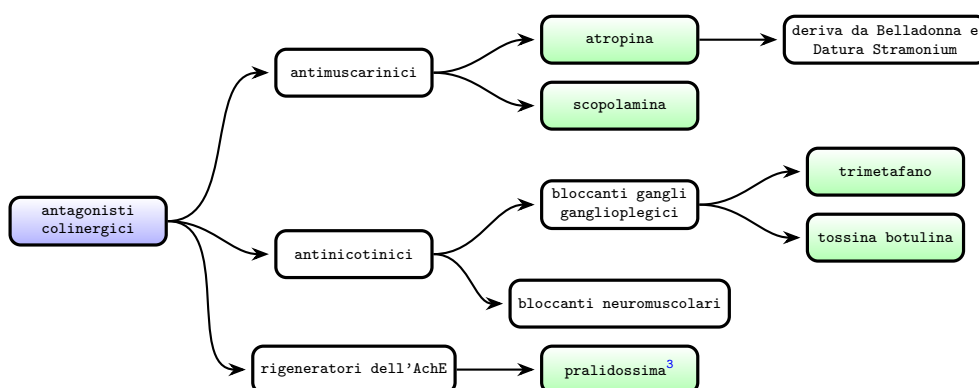 atropina
deriva da Belladonna e
Datura Stramonium
antimuscarinici
scopolamina
trimetafano
bloccanti gangli
ganglioplegici
antagonisti
colinergici
tossina botulina
antinicotinici
bloccanti neuromuscolari
rigeneratori dell'AchE
pralidossima3